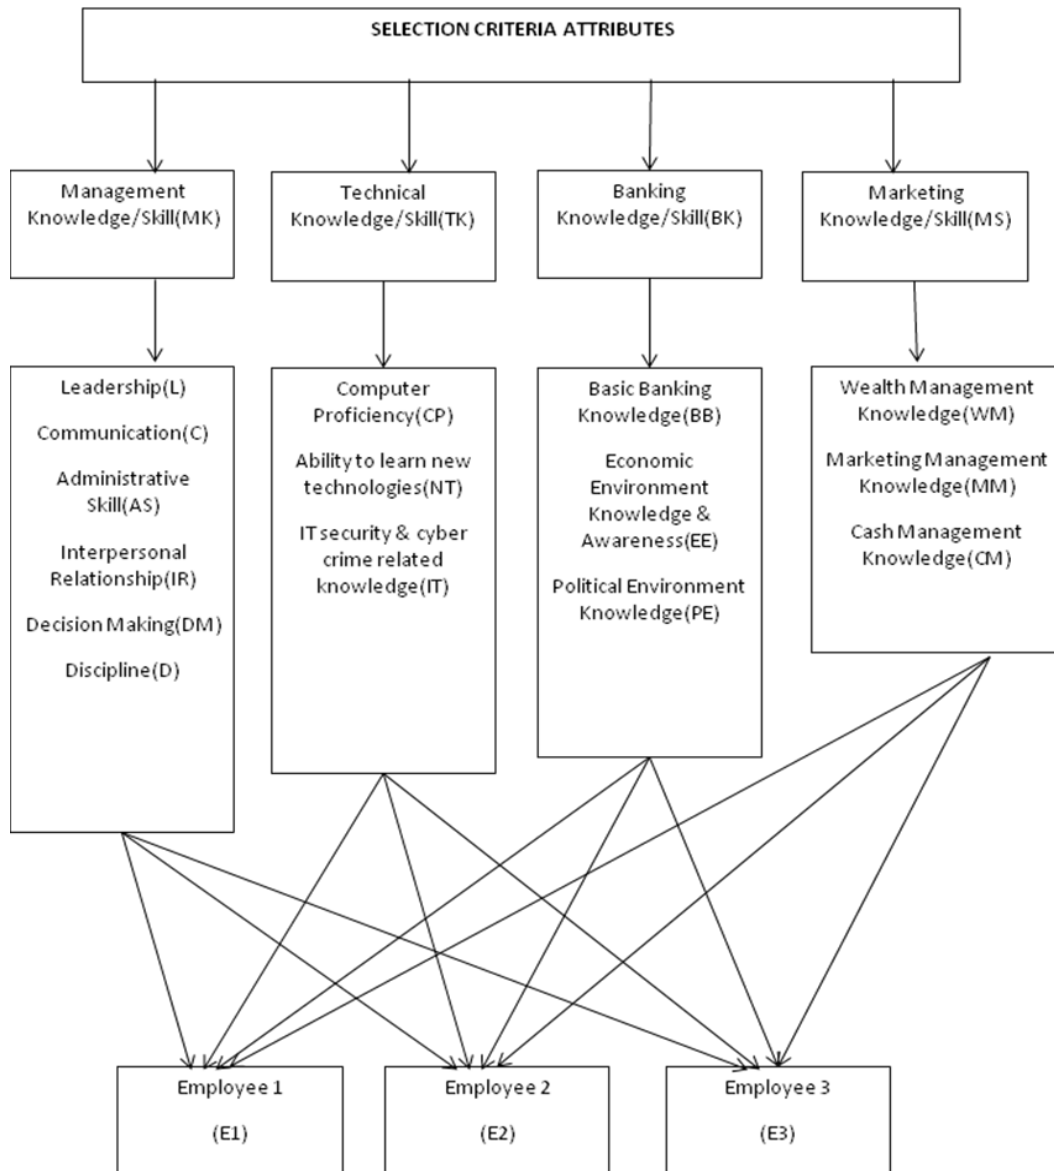 SELECTION CRITERIA ATTRIBUTES
Management
Knowledge/Skill(MK)
Technical
Knowledge/Skill(TK)
Banking
Knowledge/Skill(BK)
Marketing
Knowledge/Skill(MS)
Leadership(L)
Communication(C)
Administrative
Skill(AS)
Interpersonal
Relationship(IR)
Decision Making(DM)
Discipline(D)
Computer
Proficiency(CP)
Ability to learn new
technologies(NT)
IT security & cyber
crime related
knowledge(IT)
Basic Banking
Knowledge(BB)
Economic
Environment
Knowledge &
Awareness(EE)
Political Environment
Knowledge(PE)
Wealth Management
Knowledge(WM)
Marketing Management
Knowledge(MM)
Cash Management
Knowledge(CM)
Employee 1
(E1)
Employee 2
(E2)
Employee 3
(E3)